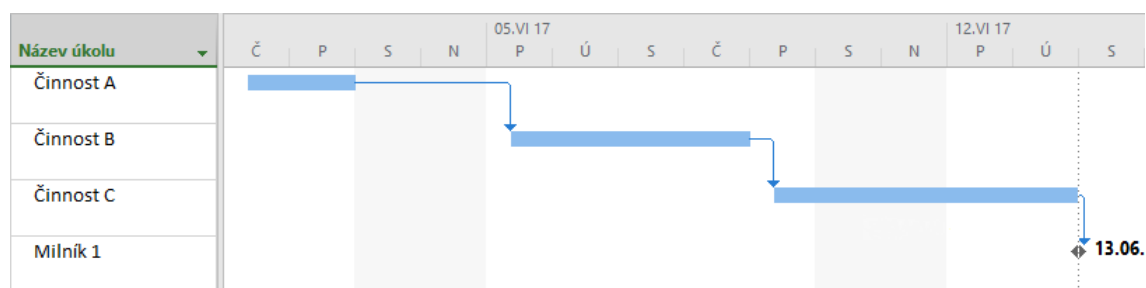 05.VI 17 12.VI 17
Název úkolu Č P S N P Ú S Č P S N P Ú S
Činnost A
Činnost B
Činnost C
Milník 1 13.06.